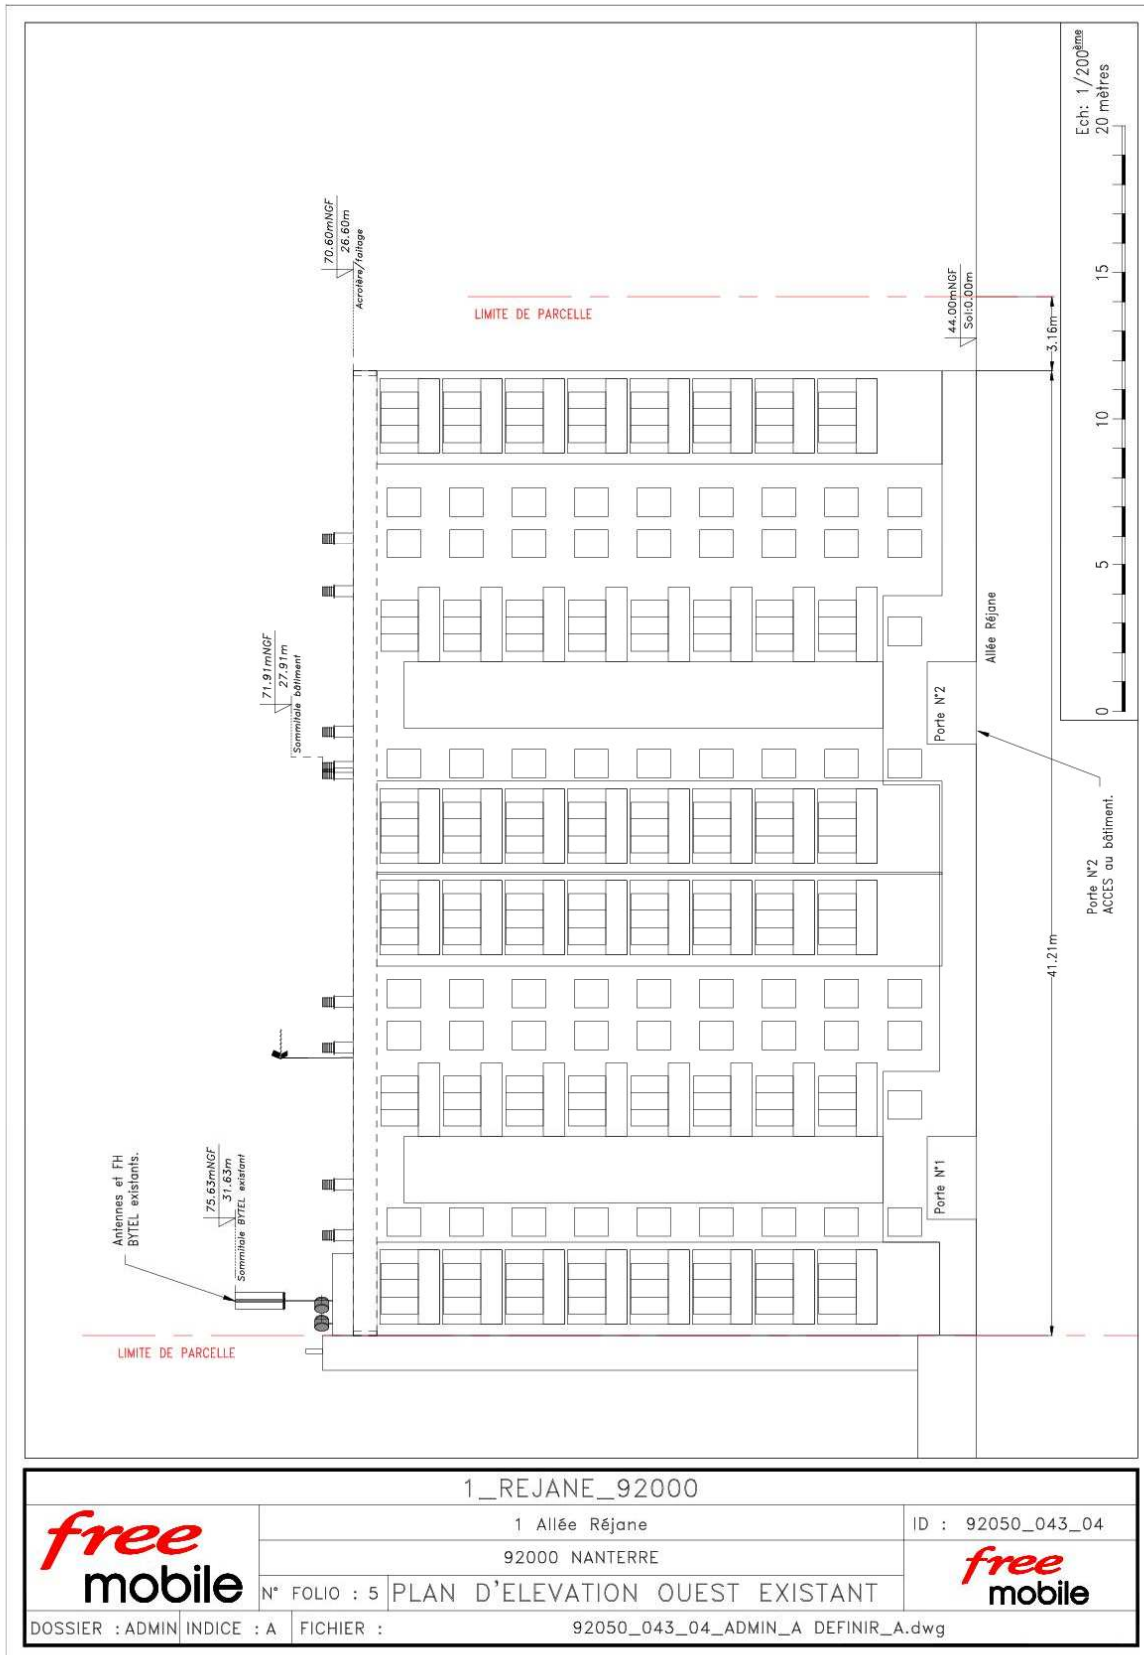 Ech: 1/200ème
20 mètres
15
10
5
0
70.60mNGF
26.60m
Acrotère/faîtage
LIMITE DE PARCELLE
44.00mNGF
Sol:0.00m
3.16m
71.91mNGF
27.91m
Sommitale bâtiment
Allée Réjane
Porte N°2
Porte N°2
ACCES au bâtiment.
41.21m
Antennes et FH
BYTEL existants.
75.63mNGF
31.63m
Sommitale BYTEL existant
Porte N°1
LIMITE DE PARCELLE
1_REJANE_92000
free
mobile
1 Allée Réjane
ID : 92050_043_04
92000 NANTERRE
free
mobile
N° FOLIO : 5
PLAN D'ELEVATION OUEST EXISTANT
DOSSIER : ADMIN
INDICE : A
FICHIER :
92050_043_04_ADMIN_A DEFINIR_A.dwg